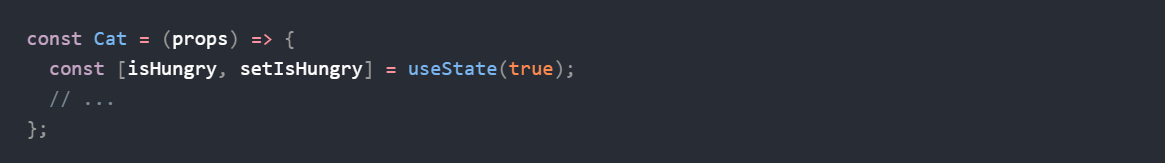 const Cat = (props) => {
  const [isHungry, setIsHungry] = useState(true);
  // ...
};